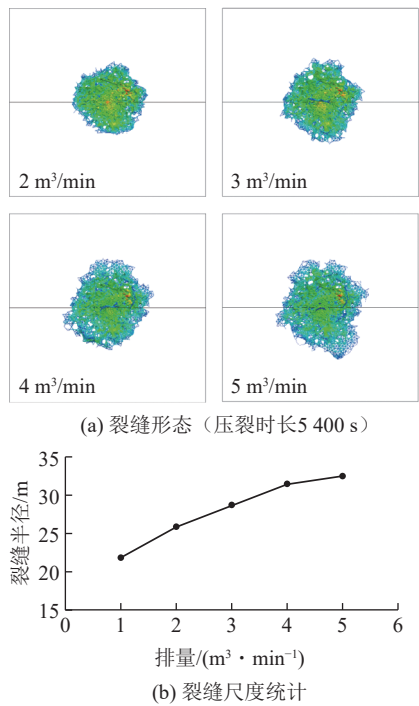 2 m³/min
3 m³/min
4 m³/min
5 m³/min
(a) 裂缝形态（压裂时长5 400 s）
35
30
25
20
15
裂缝半径/m
0 1 2 3 4 5 6
排量/(m³·min⁻¹)
(b) 裂缝尺度统计